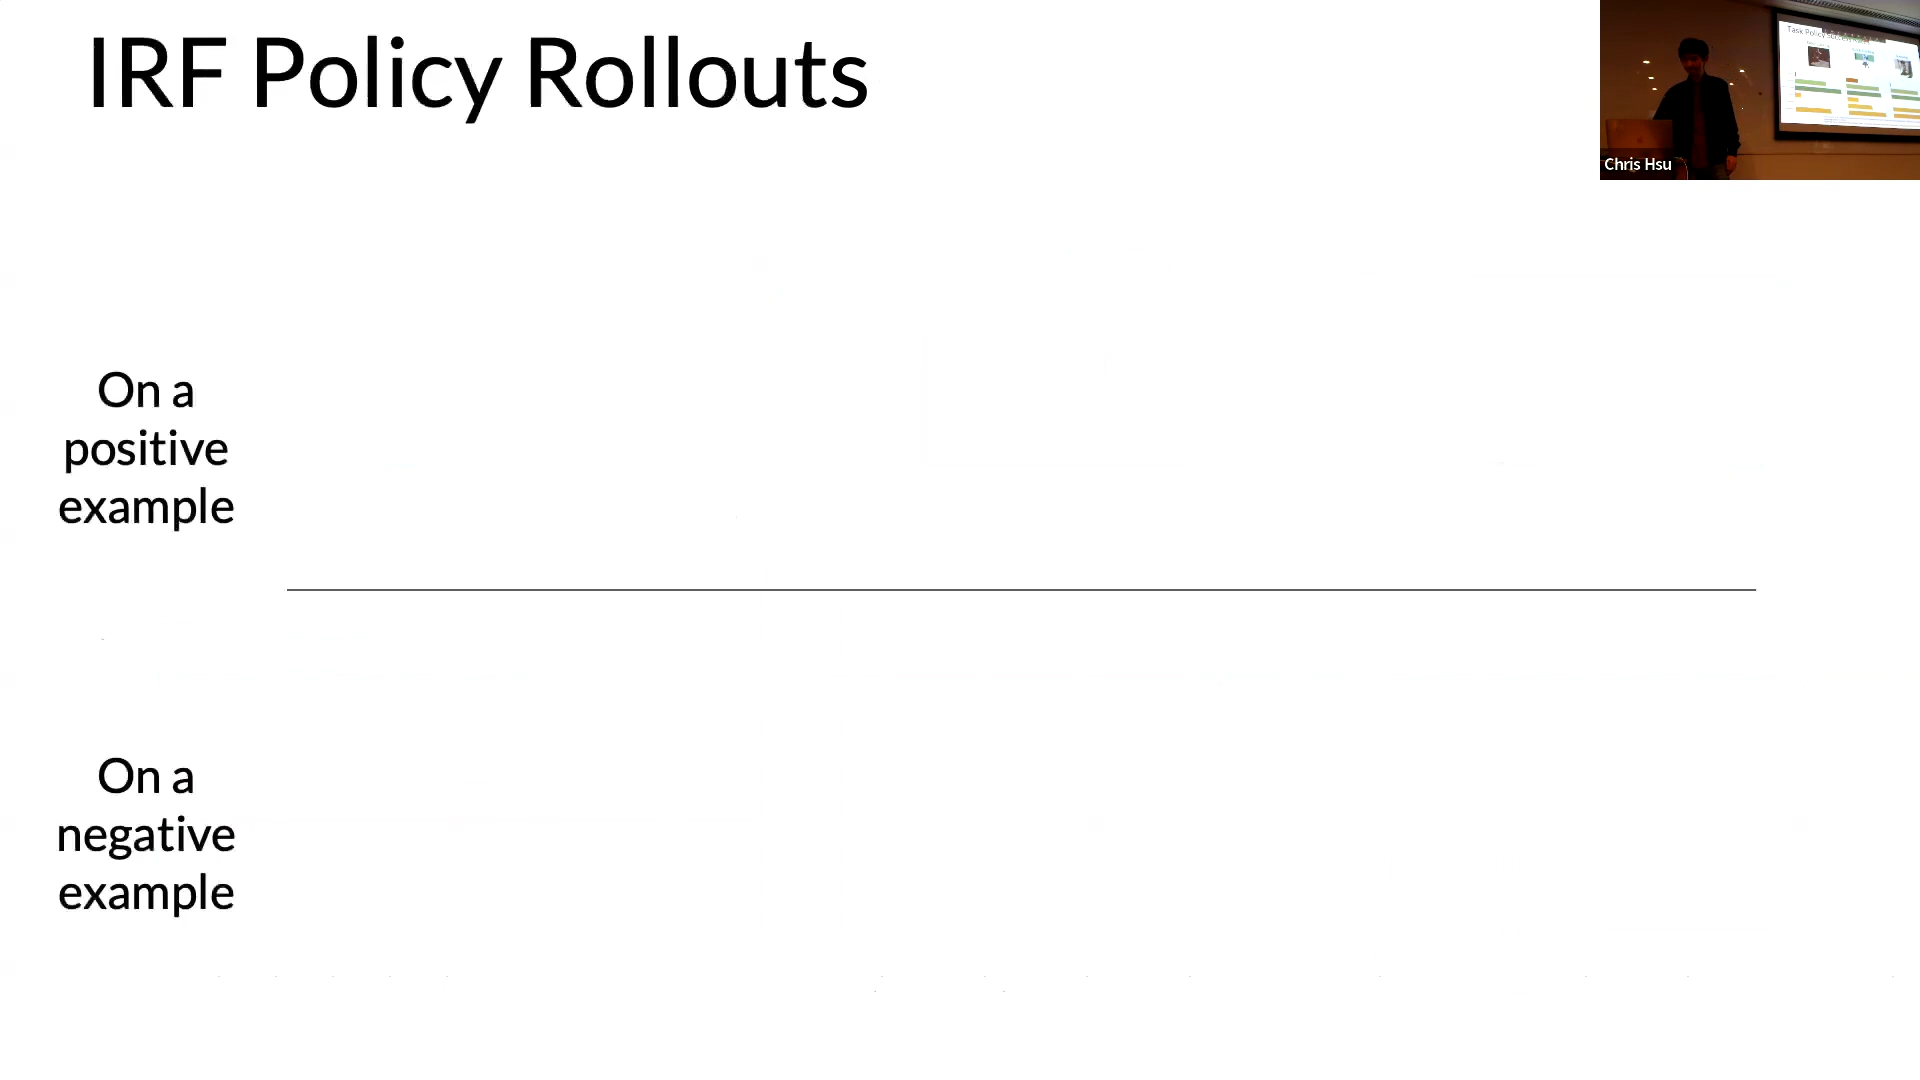 IRF Policy Rollouts
Chris Hsu
On a
positive
example
On a
negative
example